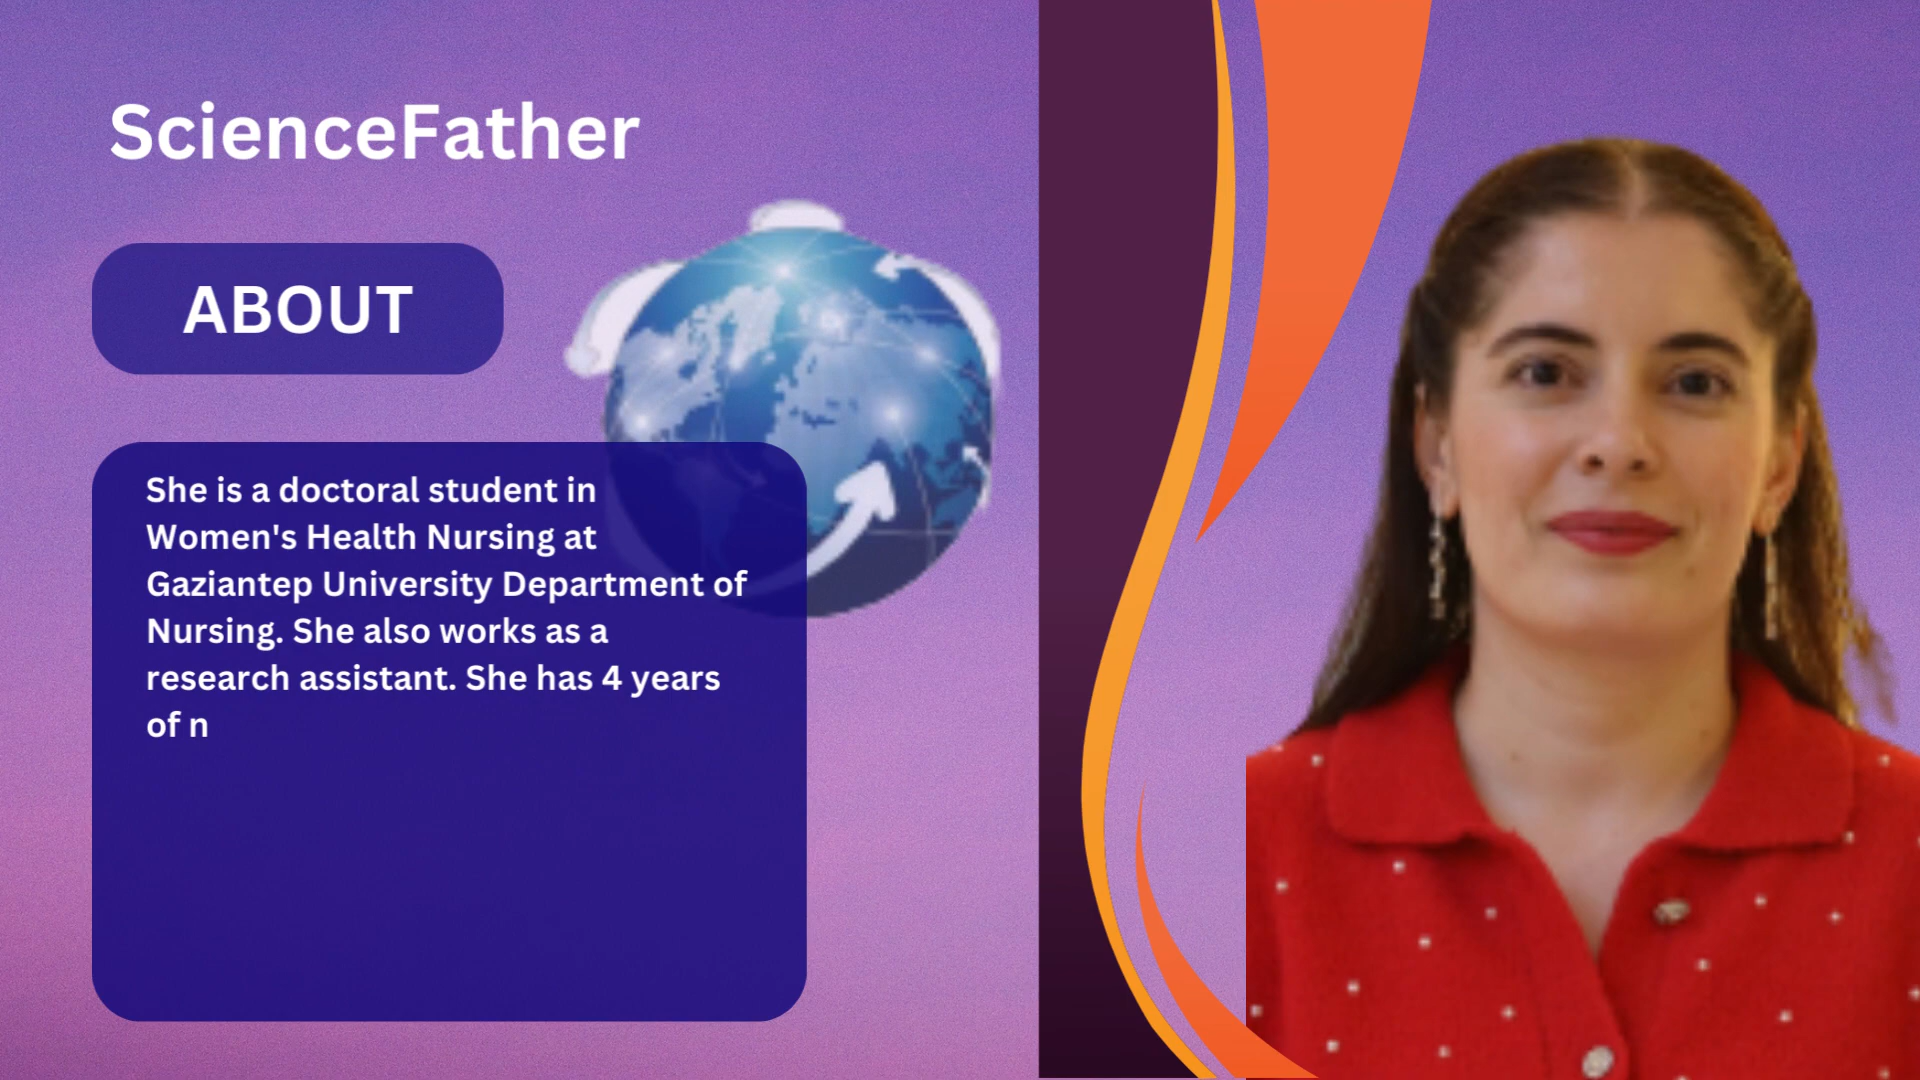 ScienceFather
ABOUT
She is a doctoral student in
Women's Health Nursing at
Gaziantep University Department of
Nursing. She also works as a
research assistant. She has 4 years
of n